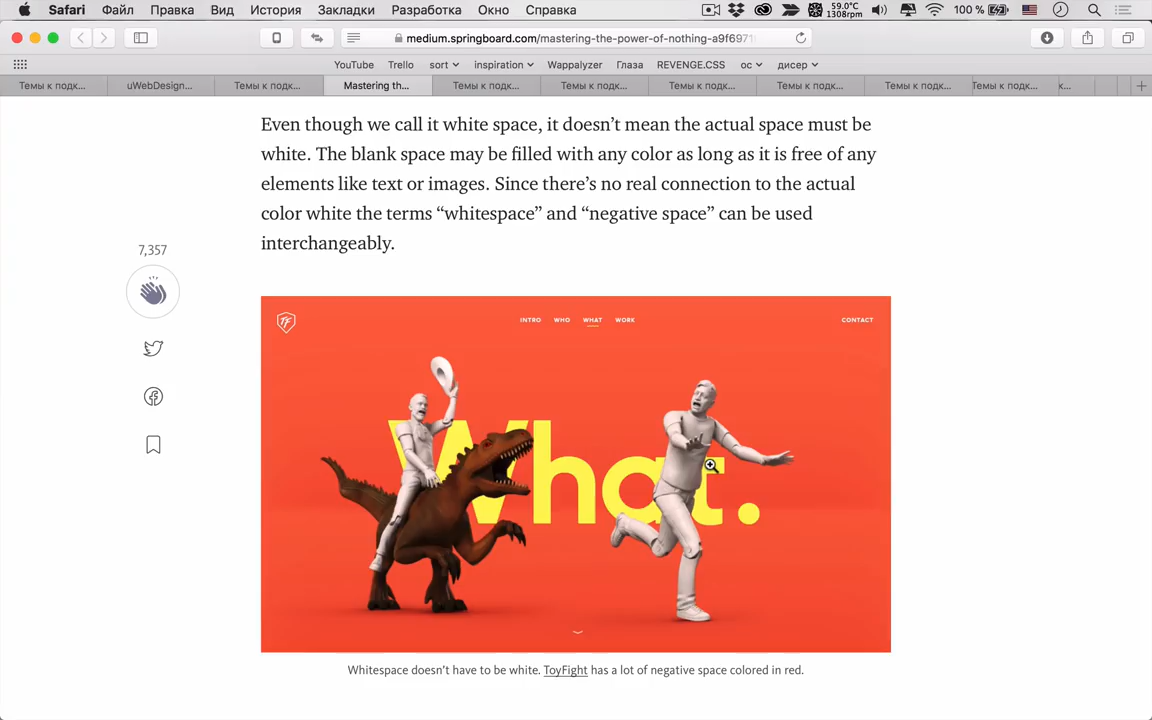 Safari Файл Правка Вид История Закладки Разработка Окно Справка 59.0°C 1308rpm 100 %
medium.springboard.com/mastering-the-power-of-nothing-a9f6971
YouTube Trello sort inspiration Wappalyzer Глаза REVENGE.CSS ос дисер
Темы к подк... uWebDesign... Темы к подк... Mastering th... Темы к подк... Темы к подк... Темы к подк... Темы к подк... Темы к подк... Темы к подк... к...
Even though we call it white space, it doesn’t mean the actual space must be
white. The blank space may be filled with any color as long as it is free of any
elements like text or images. Since there’s no real connection to the actual
color white the terms “whitespace” and “negative space” can be used
interchangeably.
7,357
TF INTRO WHO WHAT WORK CONTACT
What.
Whitespace doesn’t have to be white. ToyFight has a lot of negative space colored in red.